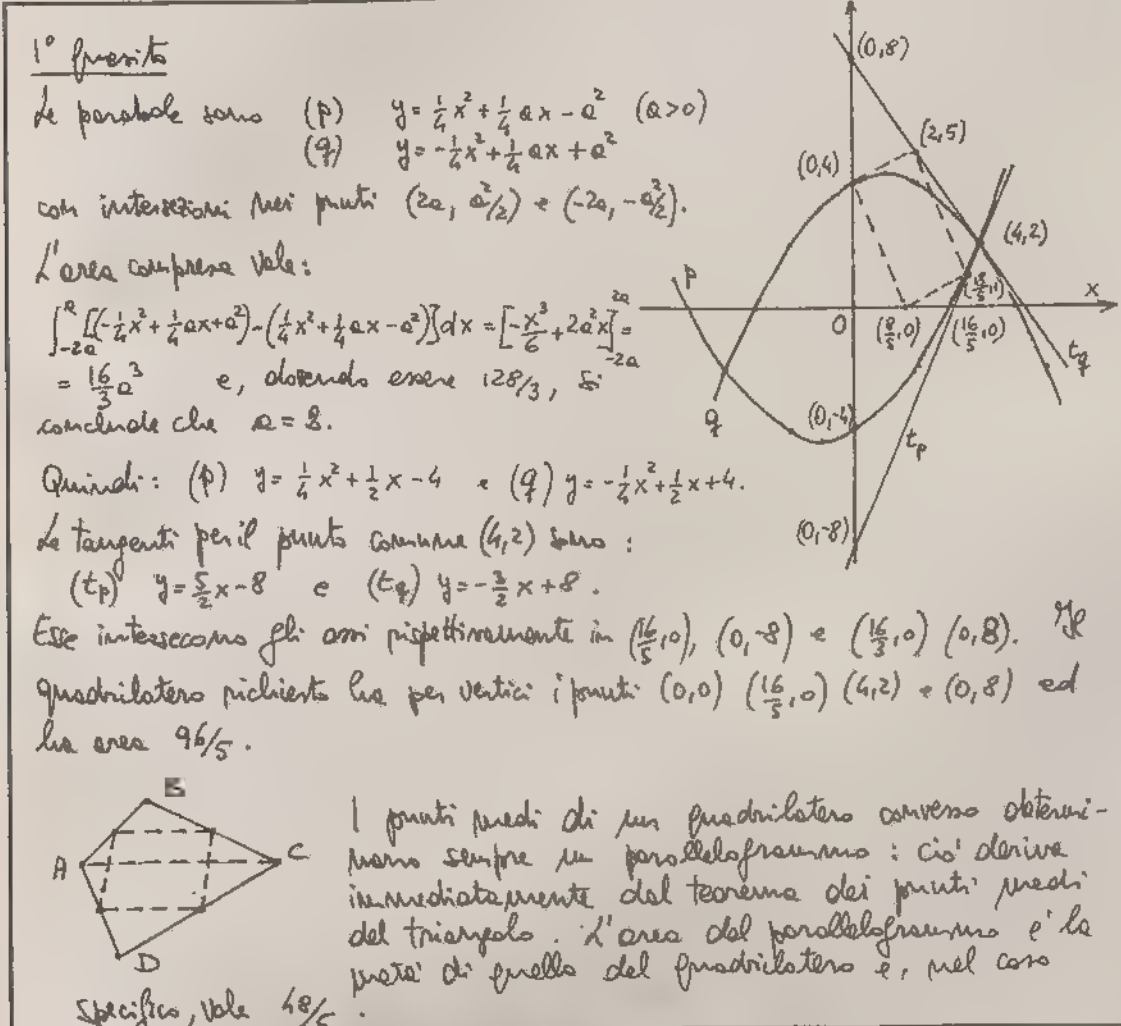 1° Quesito
Le parabole sono (p) y = 1/4 x² + 1/4 ax - a² (a>0)
(q) y = -1/4 x² + 1/4 ax + a²
con intersezioni nei punti (2a, a²/2) e (-2a, -a²/2).
L'area compresa vale:
∫_{-2a}^{a} [(-1/4 x² + 1/4 ax + a²) - (1/4 x² + 1/4 ax - a²)] dx = [-x³/6 + 2a²x]_{-2a}^{2a} =
= 16/3 a³ e, dovendo essere 128/3, si
conclude che a = 2.
Quindi: (p) y = 1/4 x² + 1/2 x - 4 e (q) y = -1/4 x² + 1/2 x + 4.
Le tangenti per il punto comune (4,2) sono:
(tp) y = 5/2 x - 8 e (tq) y = -3/2 x + 8.
Esse intersecano gli assi rispettivamente in (16/5, 0), (0, -8) e (16/3, 0) (0, 8). Il
quadrilatero richiesto ha per vertici i punti (0,0) (16/5, 0) (4,2) e (0,8) ed
ha area 96/5.
(0,8)
(2,5)
(0,4)
(4,2)
p
(18/5, 1)
x
O
(8/5, 0)
(16/5, 0)
tq
q
(0,-4)
tp
(0,-8)
B
A
C
D
I punti medi di un quadrilatero convesso determi-
nano sempre un parallelogrammo: ciò deriva
immediatamente dal teorema dei punti medi
del triangolo. L'area del parallelogrammo è la
metà di quella del quadrilatero e, nel caso
specifico, vale 48/5.